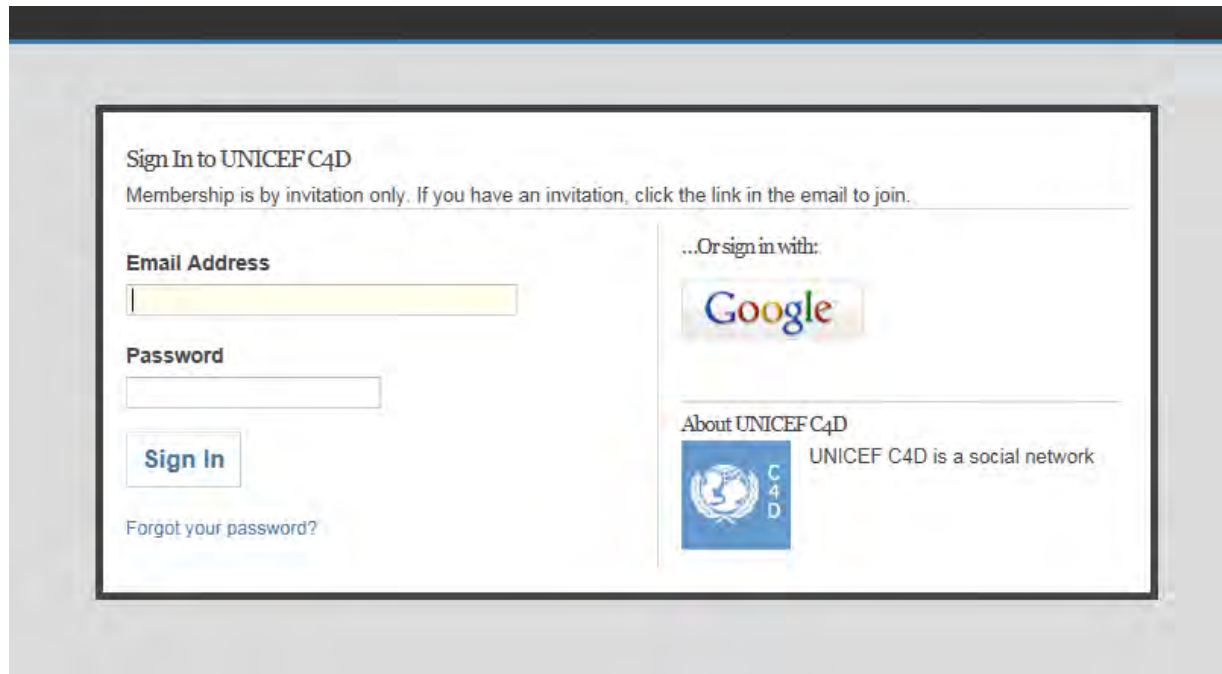 Sign In to UNICEF C4D
Membership is by invitation only. If you have an invitation, click the link in the email to join.
Email Address
Password
Sign In
Forgot your password?
...Or sign in with:
Google
About UNICEF C4D
C
4
D
UNICEF C4D is a social network